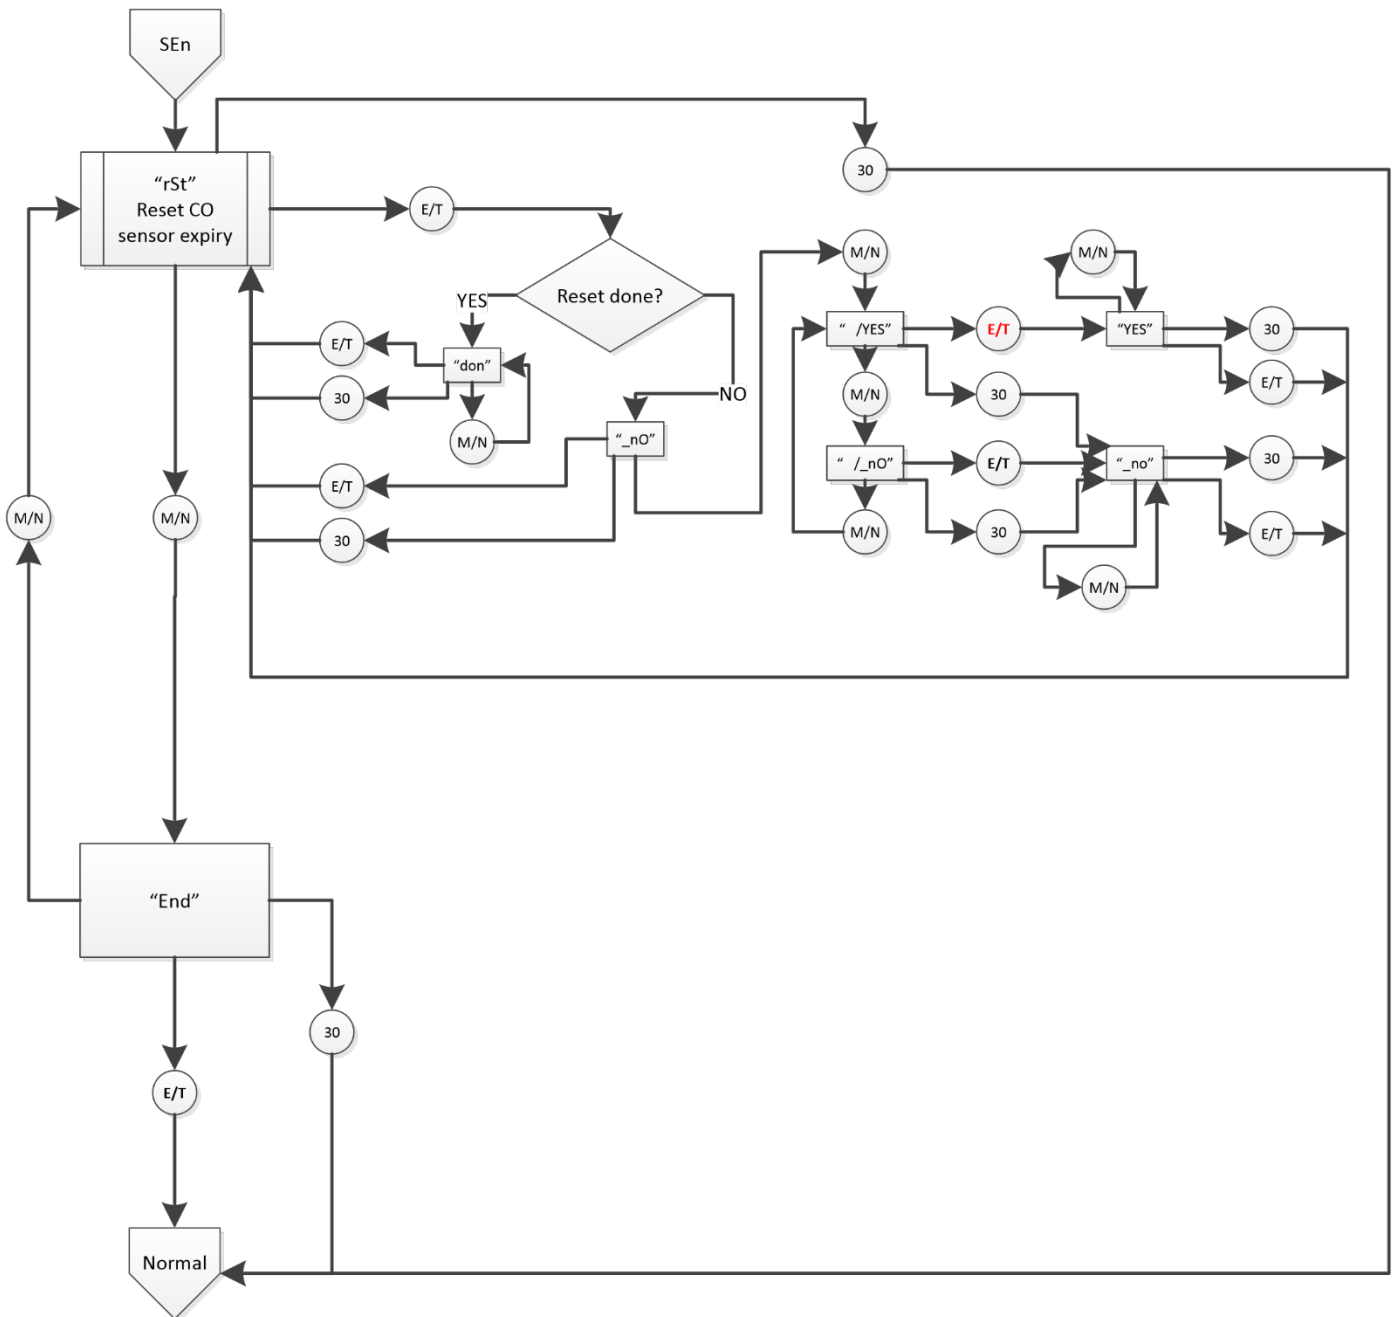 SEn
30
“rSt”
Reset CO
sensor expiry
E/T
M/N
M/N
Reset done?
YES
“ /YES”
E/T
“YES”
30
E/T
“don”
E/T
30
M/N
NO
M/N
30
“_nO”
“ /_nO”
E/T
“_no”
30
E/T
30
M/N
30
E/T
M/N
M/N
M/N
“End”
30
E/T
Normal